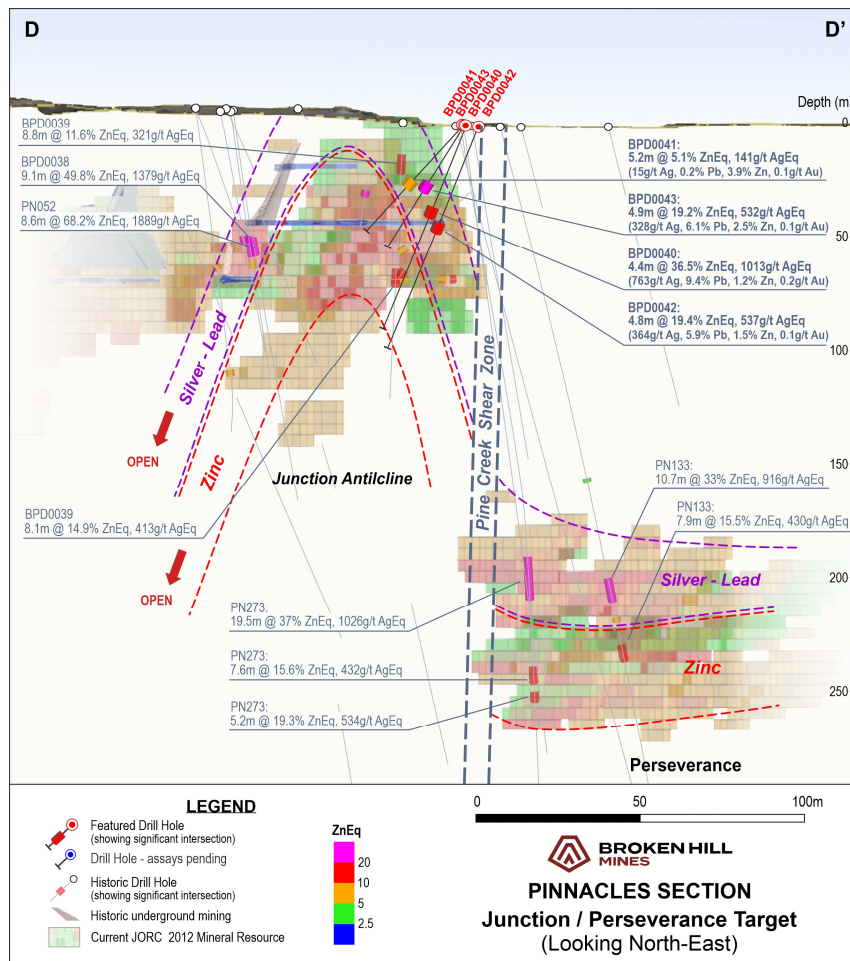 D
D'
BPD0041
BPD0043
BPD0040
BPD0042
Depth (m)
0
50
100
150
200
250
BPD0039
8.8m @ 11.6% ZnEq, 321g/t AgEq
BPD0038
9.1m @ 49.8% ZnEq, 1379g/t AgEq
PN052
8.6m @ 68.2% ZnEq, 1889g/t AgEq
BPD0041:
5.2m @ 5.1% ZnEq, 141g/t AgEq
(15g/t Ag, 0.2% Pb, 3.9% Zn, 0.1g/t Au)
BPD0043:
4.9m @ 19.2% ZnEq, 532g/t AgEq
(328g/t Ag, 6.1% Pb, 2.5% Zn, 0.1g/t Au)
BPD0040:
4.4m @ 36.5% ZnEq, 1013g/t AgEq
(763g/t Ag, 9.4% Pb, 1.2% Zn, 0.2g/t Au)
BPD0042:
4.8m @ 19.4% ZnEq, 537g/t AgEq
(364g/t Ag, 5.9% Pb, 1.5% Zn, 0.1g/t Au)
Silver - Lead
Zinc
OPEN
Junction Antilcline
Pine Creek Shear Zone
BPD0039
8.1m @ 14.9% ZnEq, 413g/t AgEq
OPEN
PN133:
10.7m @ 33% ZnEq, 916g/t AgEq
PN133:
7.9m @ 15.5% ZnEq, 430g/t AgEq
Silver - Lead
Zinc
PN273:
19.5m @ 37% ZnEq, 1026g/t AgEq
PN273:
7.6m @ 15.6% ZnEq, 432g/t AgEq
PN273:
5.2m @ 19.3% ZnEq, 534g/t AgEq
Perseverance
LEGEND
Featured Drill Hole
(showing significant intersection)
Drill Hole - assays pending
Historic Drill Hole
(showing significant intersection)
Historic underground mining
Current JORC 2012 Mineral Resource
ZnEq
20
10
5
2.5
0
50
100m
BROKEN HILL
MINES
PINNACLES SECTION
Junction / Perseverance Target
(Looking North-East)